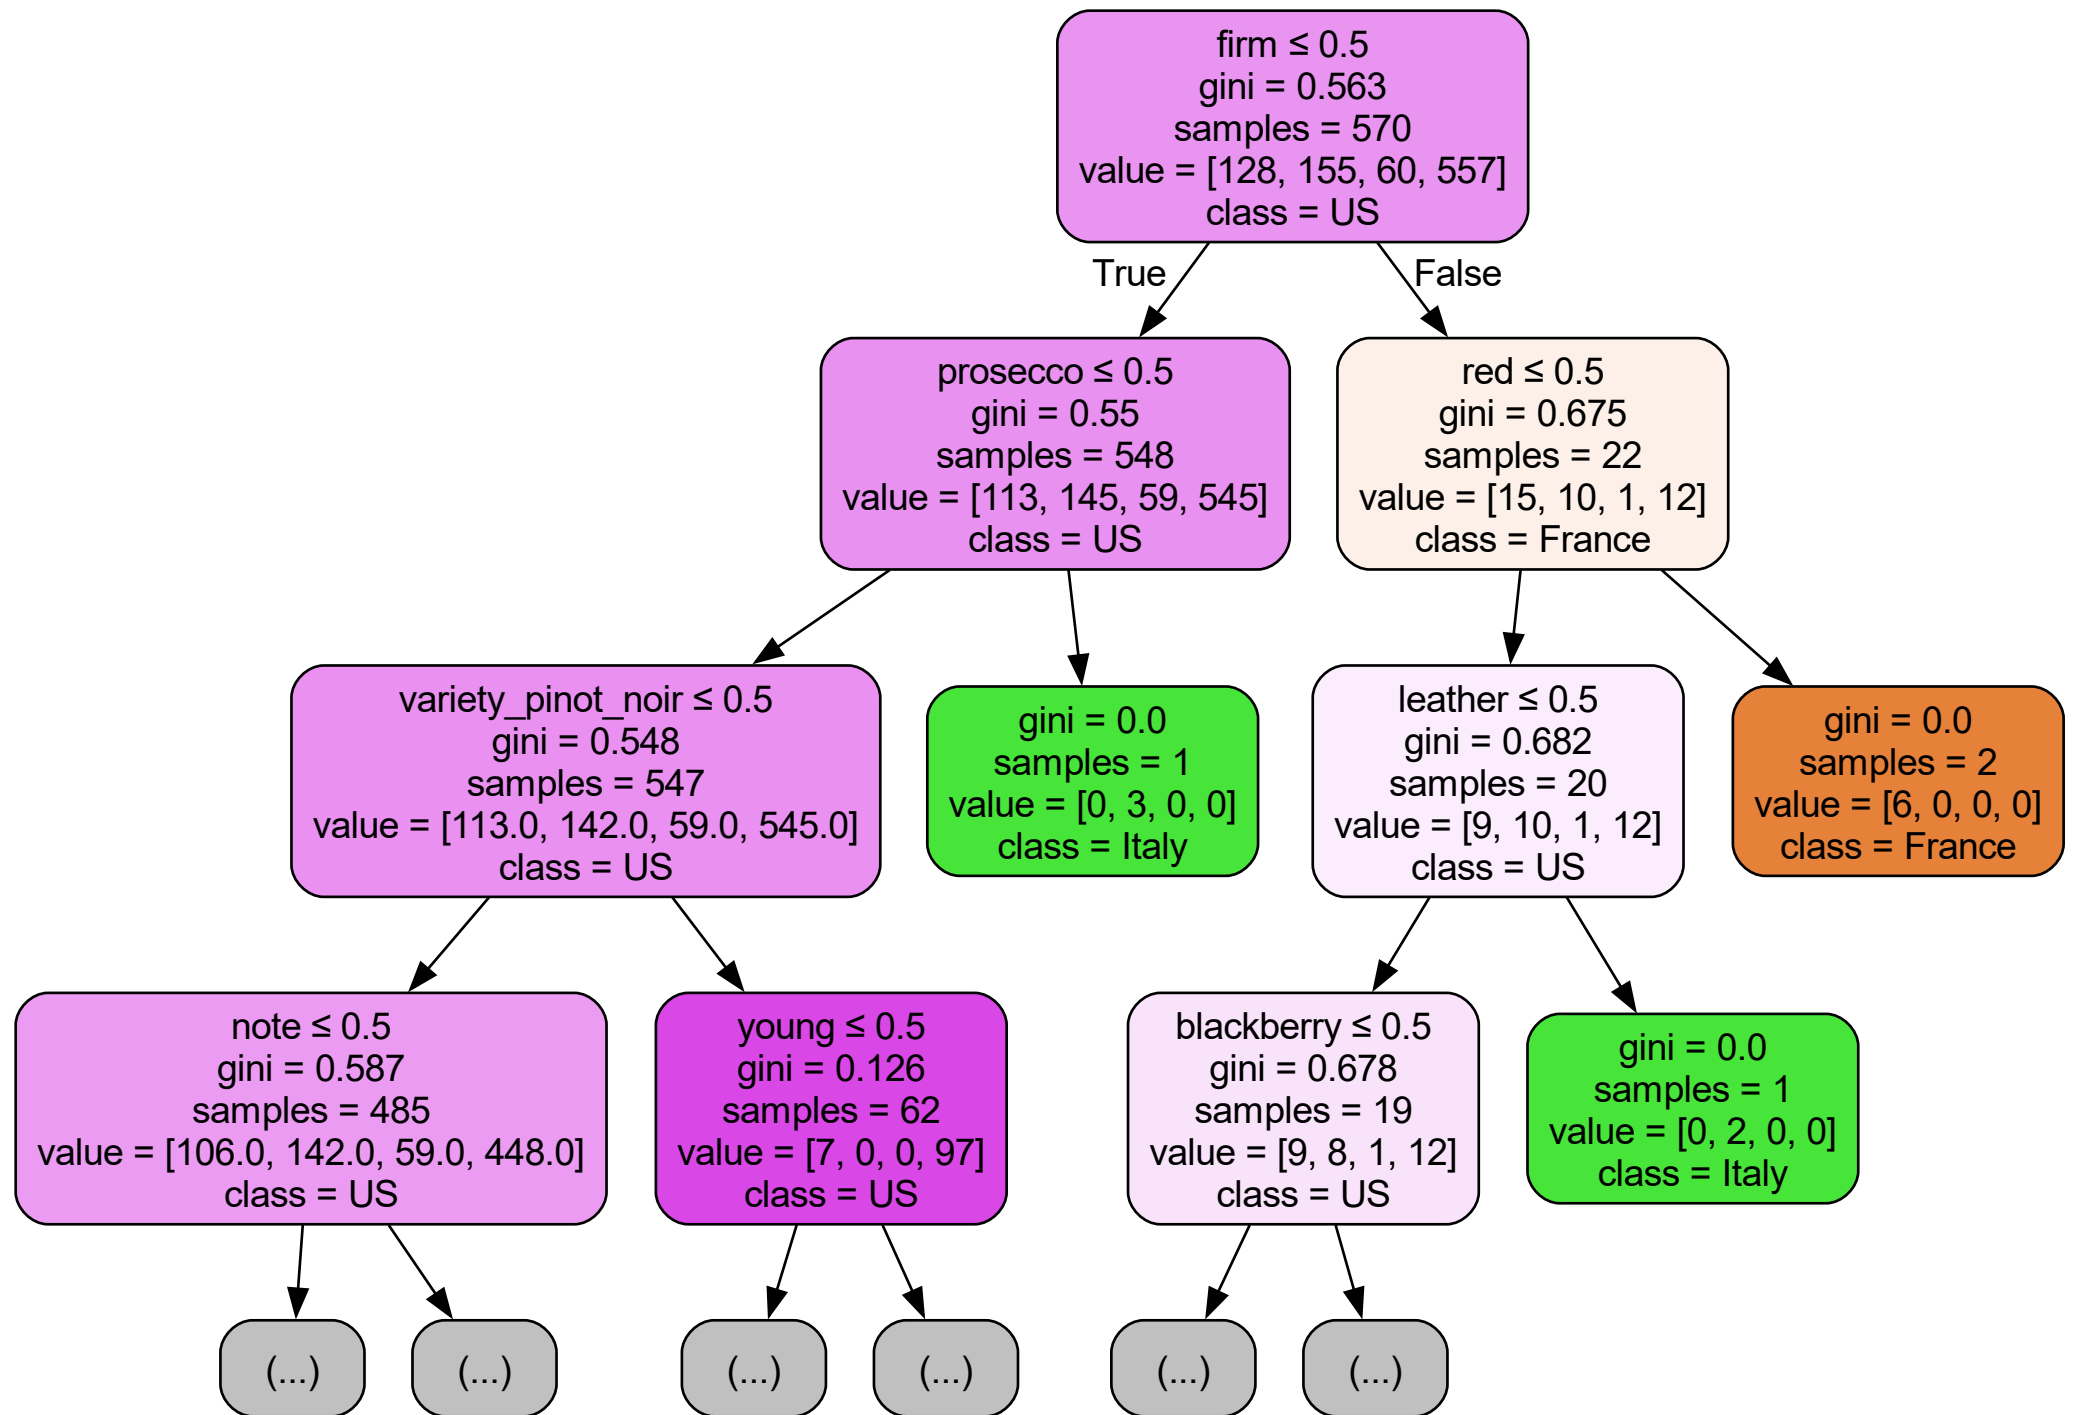 firm ≤ 0.5
gini = 0.563
samples = 570
value = [128, 155, 60, 557]
class = US
True
False
prosecco ≤ 0.5
gini = 0.55
samples = 548
value = [113, 145, 59, 545]
class = US
red ≤ 0.5
gini = 0.675
samples = 22
value = [15, 10, 1, 12]
class = France
variety_pinot_noir ≤ 0.5
gini = 0.548
samples = 547
value = [113.0, 142.0, 59.0, 545.0]
class = US
gini = 0.0
samples = 1
value = [0, 3, 0, 0]
class = Italy
leather ≤ 0.5
gini = 0.682
samples = 20
value = [9, 10, 1, 12]
class = US
gini = 0.0
samples = 2
value = [6, 0, 0, 0]
class = France
note ≤ 0.5
gini = 0.587
samples = 485
value = [106.0, 142.0, 59.0, 448.0]
class = US
young ≤ 0.5
gini = 0.126
samples = 62
value = [7, 0, 0, 97]
class = US
blackberry ≤ 0.5
gini = 0.678
samples = 19
value = [9, 8, 1, 12]
class = US
gini = 0.0
samples = 1
value = [0, 2, 0, 0]
class = Italy
(...)
(...)
(...)
(...)
(...)
(...)